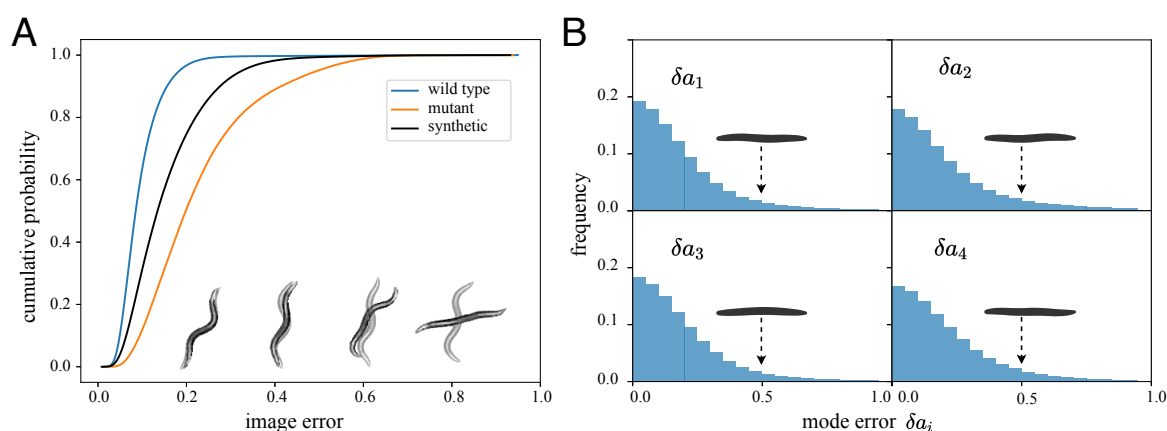 A
cumulative probability
1.0
0.8
0.6
0.4
0.2
0.0
wild type
mutant
synthetic
0.0 0.2 0.4 0.6 0.8 1.0
image error
B
frequency
δa₁ δa₂
0.2
0.1
0.0
δa₃ δa₄
0.2
0.1
0.0
0.0 0.5 0.0 0.5 1.0
mode error δaᵢ